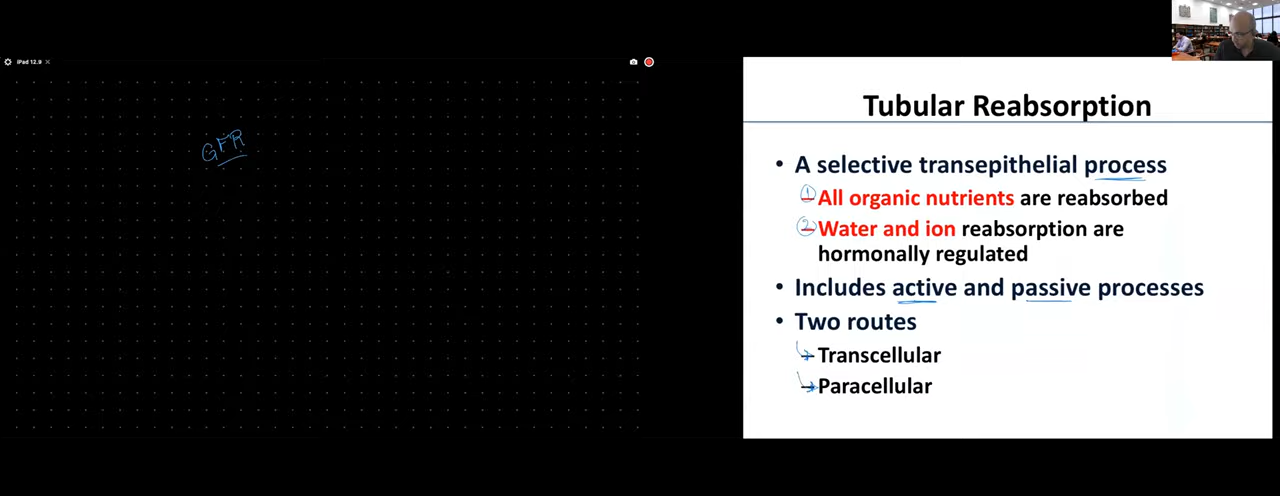 iPad 12.9
GFR
Tubular Reabsorption
• A selective transepithelial process
1 All organic nutrients are reabsorbed
2 Water and ion reabsorption are
hormonally regulated
• Includes active and passive processes
• Two routes
Transcellular
Paracellular